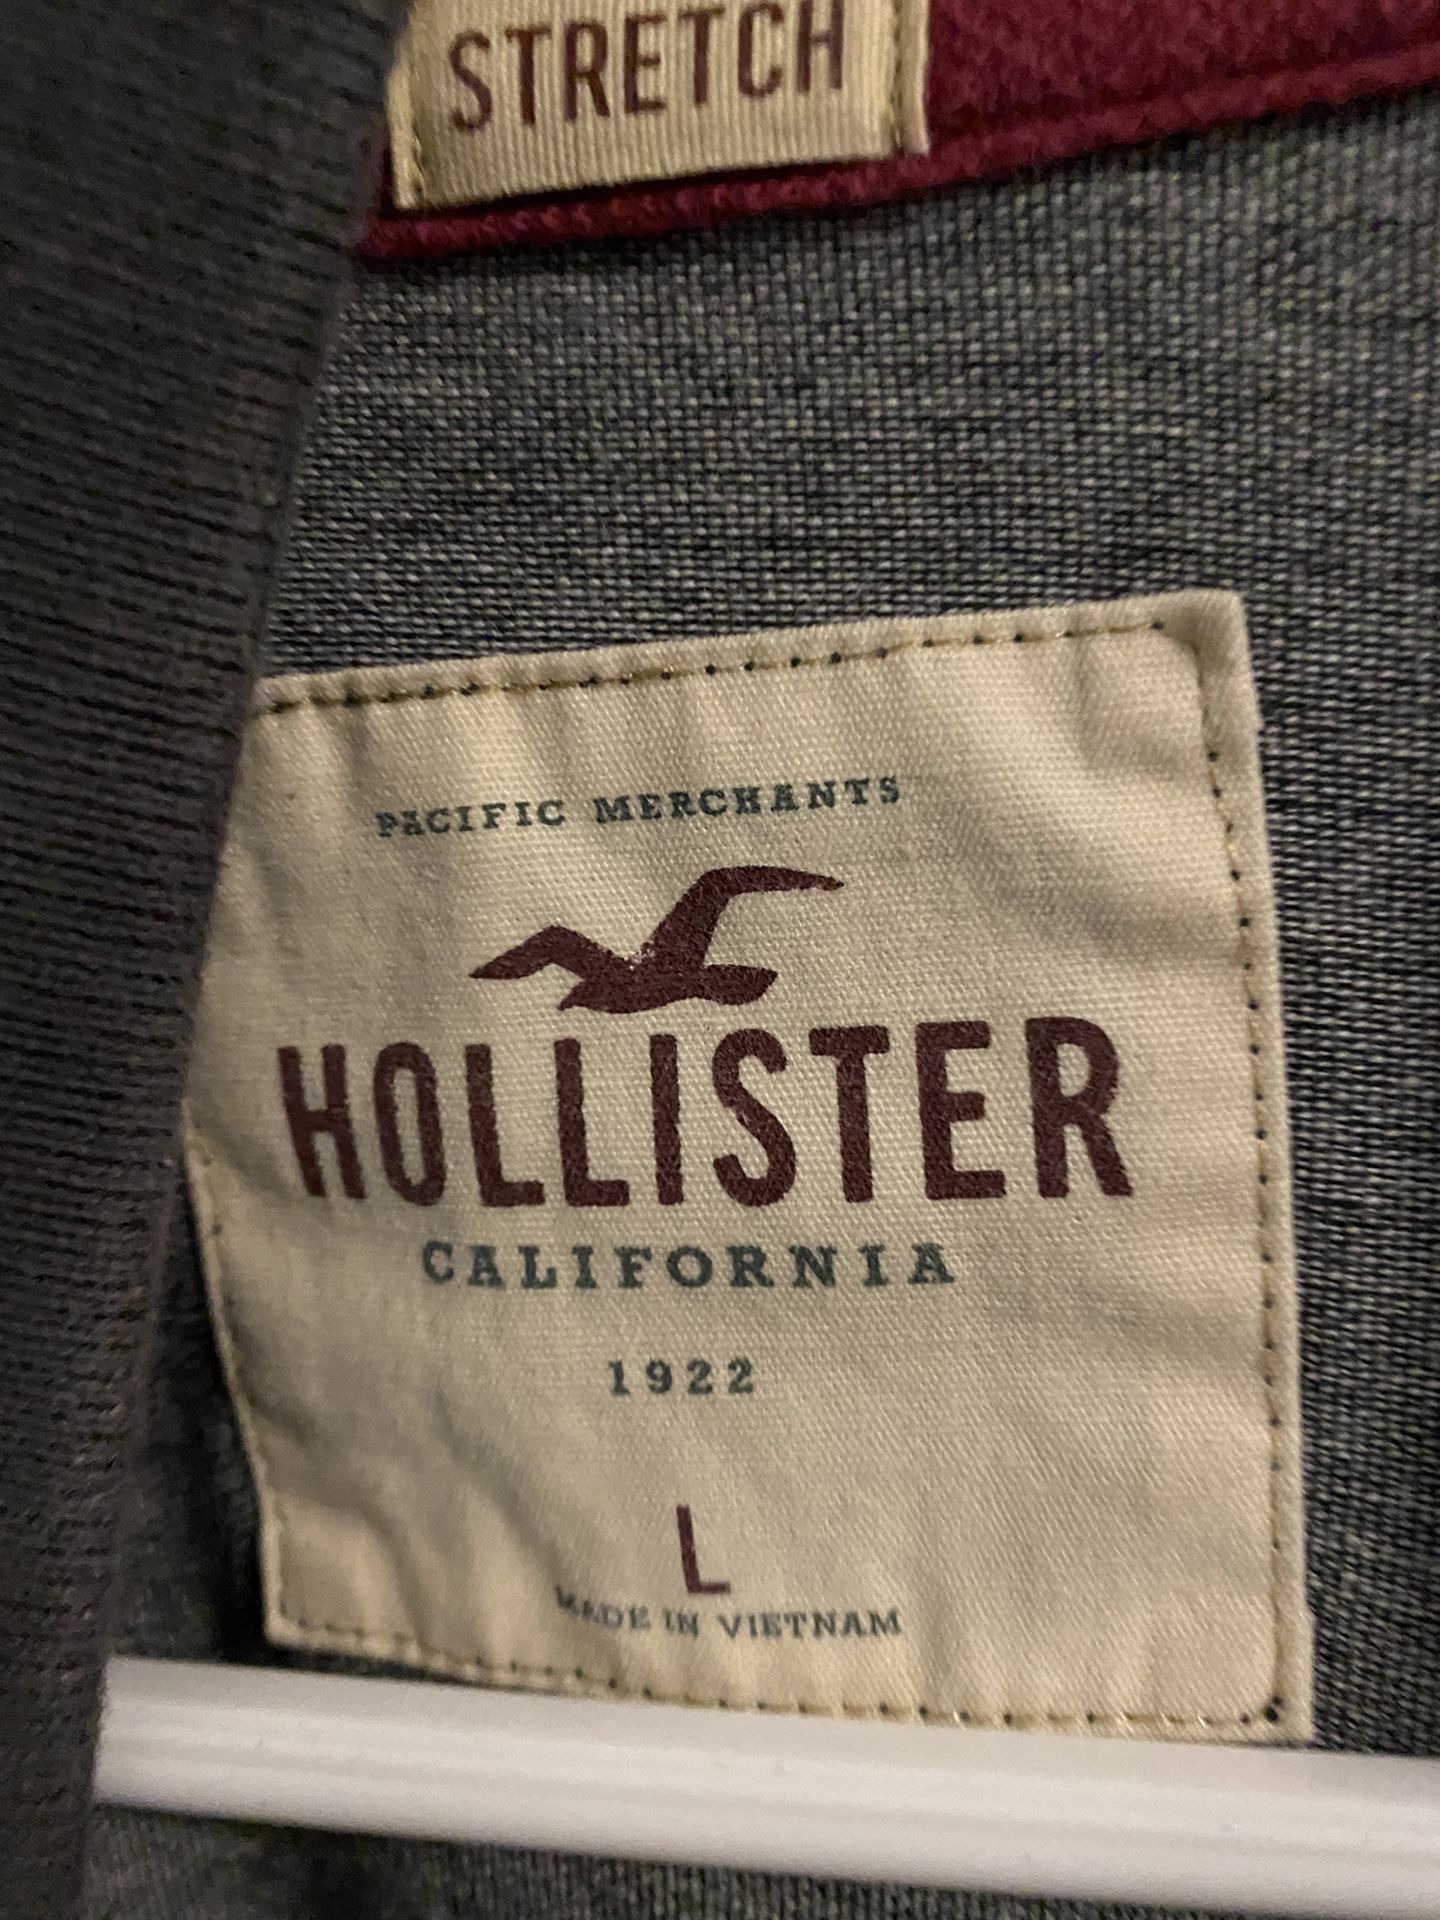 STRETCH
PACIFIC MERCHANTS
HOLLISTER
CALIFORNIA
1922
L
MADE IN VIETNAM